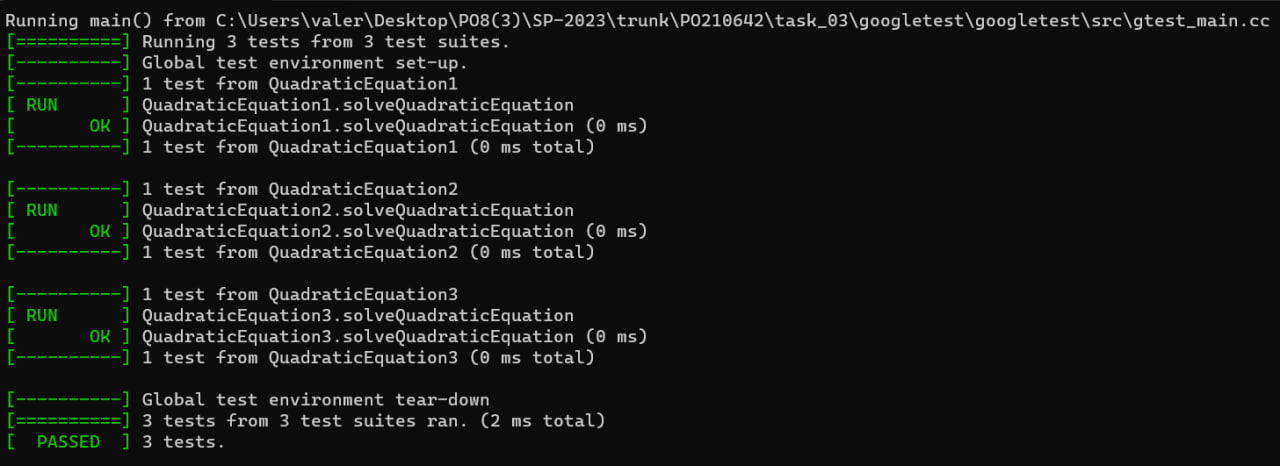 Running main() from C:\Users\valer\Desktop\PO8(3)\SP-2023\trunk\PO210642\task_03\googletest\googletest\src\gtest_main.cc
[==========] Running 3 tests from 3 test suites.
[----------] Global test environment set-up.
[----------] 1 test from QuadraticEquation1
[ RUN      ] QuadraticEquation1.solveQuadraticEquation
[       OK ] QuadraticEquation1.solveQuadraticEquation (0 ms)
[----------] 1 test from QuadraticEquation1 (0 ms total)

[----------] 1 test from QuadraticEquation2
[ RUN      ] QuadraticEquation2.solveQuadraticEquation
[       OK ] QuadraticEquation2.solveQuadraticEquation (0 ms)
[----------] 1 test from QuadraticEquation2 (0 ms total)

[----------] 1 test from QuadraticEquation3
[ RUN      ] QuadraticEquation3.solveQuadraticEquation
[       OK ] QuadraticEquation3.solveQuadraticEquation (0 ms)
[----------] 1 test from QuadraticEquation3 (0 ms total)

[----------] Global test environment tear-down
[==========] 3 tests from 3 test suites ran. (2 ms total)
[  PASSED  ] 3 tests.